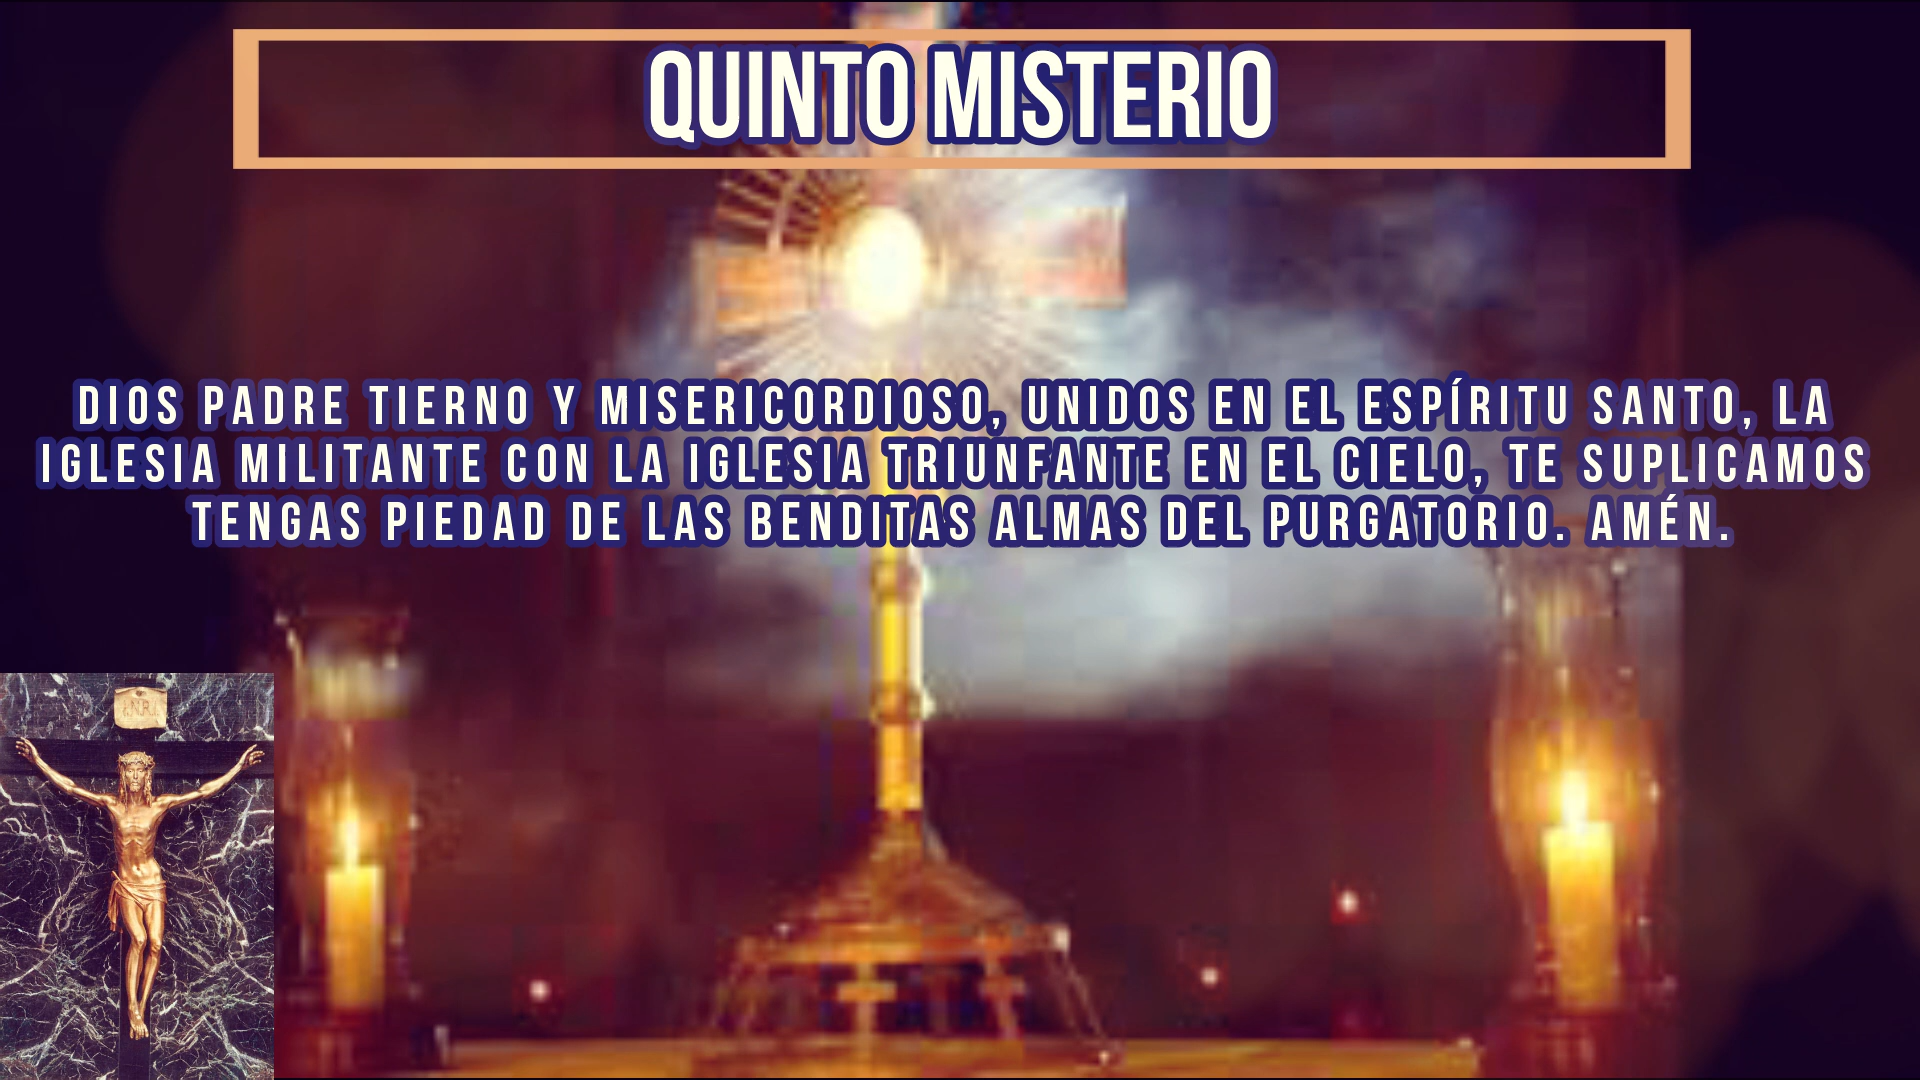 QUINTO MISTERIO
DIOS PADRE TIERNO Y MISERICORDIOSO, UNIDOS EN EL ESPÍRITU SANTO, LA
IGLESIA MILITANTE CON LA IGLESIA TRIUNFANTE EN EL CIELO, TE SUPLICAMOS
TENGAS PIEDAD DE LAS BENDITAS ALMAS DEL PURGATORIO. AMÉN.
I.N.R.I.